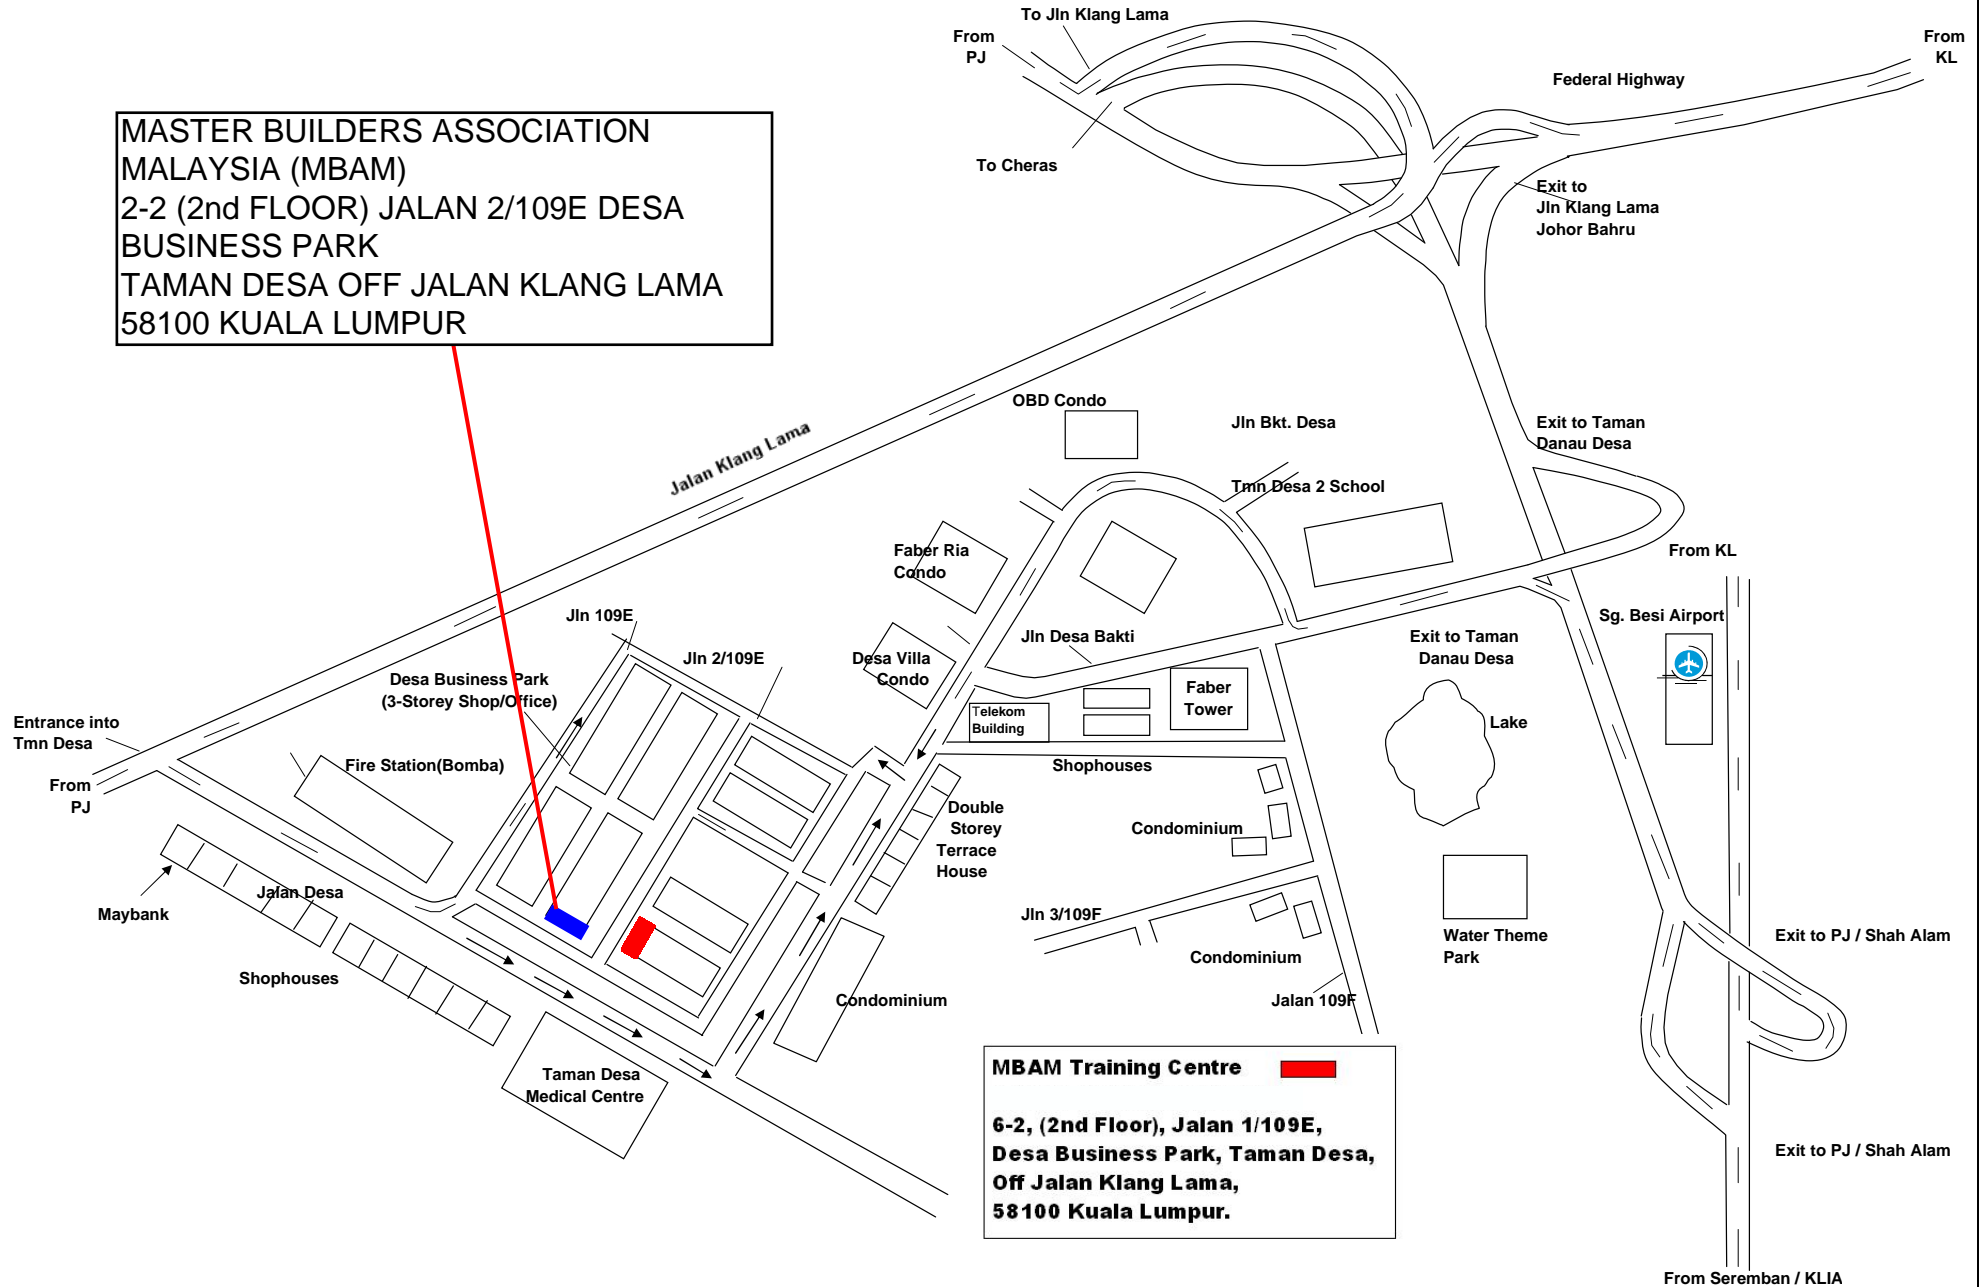 To Jln Klang Lama
From
PJ
From
KL
Federal Highway
MASTER BUILDERS ASSOCIATION
MALAYSIA (MBAM)
2-2 (2nd FLOOR) JALAN 2/109E DESA
BUSINESS PARK
TAMAN DESA OFF JALAN KLANG LAMA
58100 KUALA LUMPUR
To Cheras
Exit to
Jln Klang Lama
Johor Bahru
OBD Condo
Jln Bkt. Desa
Exit to Taman
Danau Desa
Jalan Klang Lama
Tmn Desa 2 School
Faber Ria
Condo
From KL
Jln 109E
Sg. Besi Airport
Jln Desa Bakti
Exit to Taman
Danau Desa
Jln 2/109E
Desa Villa
Condo
Desa Business Park
(3-Storey Shop/Office)
Faber
Tower
Telekom
Building
Lake
Entrance into
Tmn Desa
Fire Station(Bomba)
Shophouses
From
PJ
Double
Storey
Terrace
House
Condominium
Jalan Desa
Maybank
Jln 3/109F
Water Theme
Park
Exit to PJ / Shah Alam
Condominium
Shophouses
Condominium
Jalan 109F
Taman Desa
Medical Centre
MBAM Training Centre
6-2, (2nd Floor), Jalan 1/109E,
Desa Business Park, Taman Desa,
Off Jalan Klang Lama,
58100 Kuala Lumpur.
Exit to PJ / Shah Alam
From Seremban / KLIA